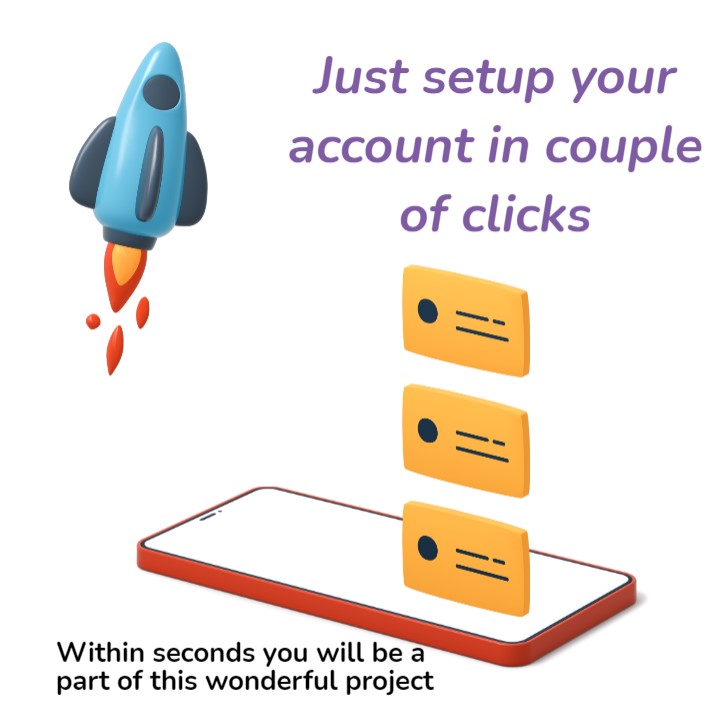 Just setup your
account in couple
of clicks
Within seconds you will be a
part of this wonderful project